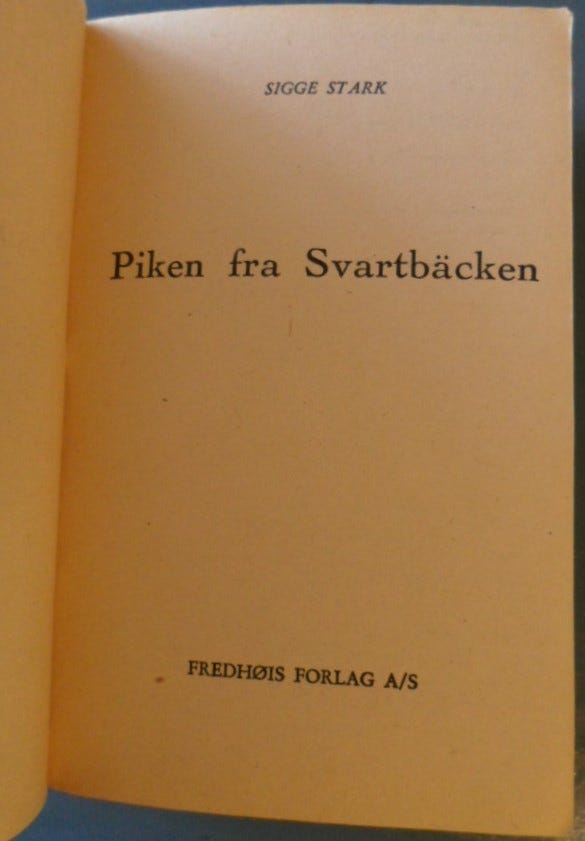 SIGGE STARK
Piken fra Svartbäcken
FREDHØIS FORLAG A/S